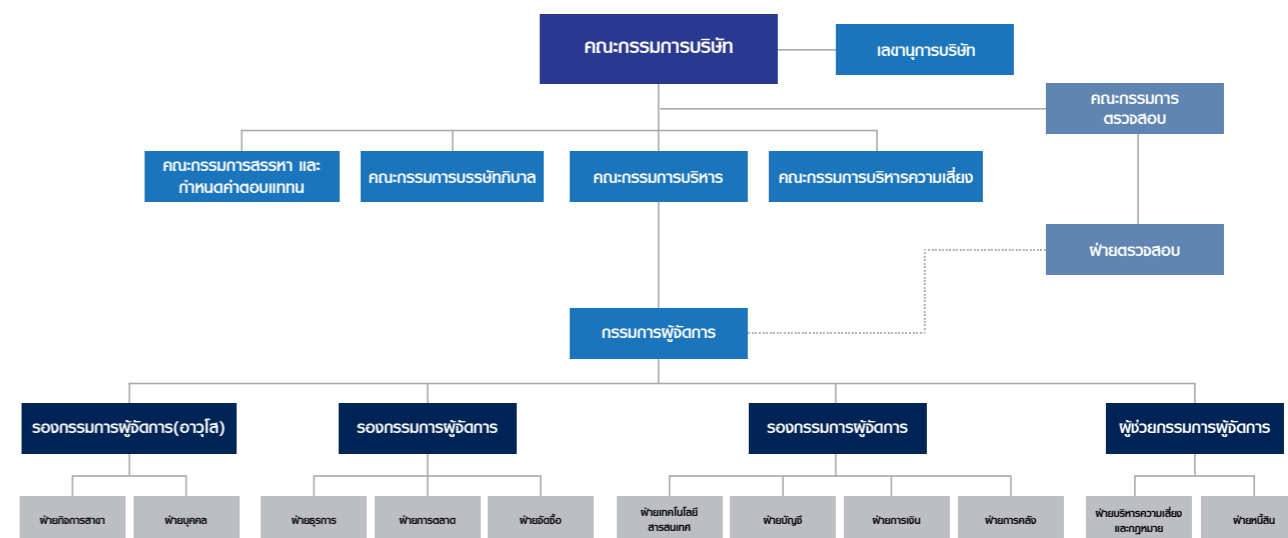 คณะกรรมการบริษัท
เลขานุการบริษัท
คณะกรรมการ
ตรวจสอบ
คณะกรรมการสรรหา และ
กำหนดค่าตอบแททน
คณะกรรมการบรรษัทภิบาล
คณะกรรมการบริหาร
คณะกรรมการบริหารความเสี่ยง
ฝ่ายตรวจสอบ
กรรมการผู้จัดการ
รองกรรมการผู้จัดการ(อาวุโส)
รองกรรมการผู้จัดการ
รองกรรมการผู้จัดการ
ผู้ช่วยกรรมการผู้จัดการ
ฝ่ายกิจการสาขา
ฝ่ายบุคคล
ฝ่ายธุรการ
ฝ่ายการตลาด
ฝ่ายจัดซื้อ
ฝ่ายเทคโนโลยี
สารสนเทศ
ฝ่ายบัญชี
ฝ่ายการเงิน
ฝ่ายการคลัง
ฝ่ายบริหารความเสี่ยง
และกฎหมาย
ฝ่ายหนี้สิน